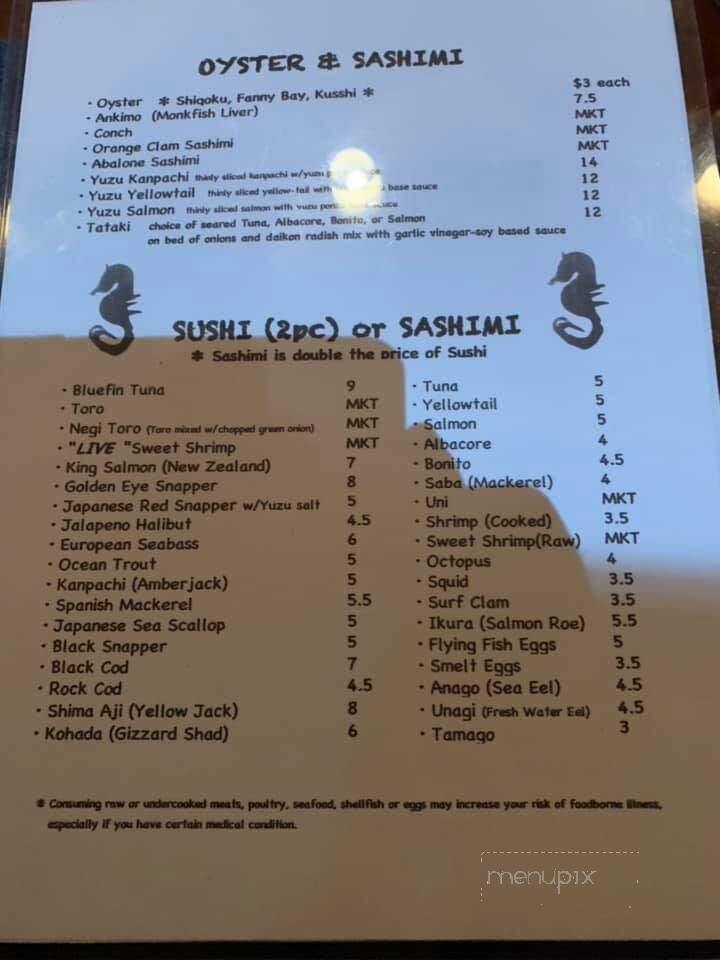 OYSTER & SASHIMI
· Oyster * Shigoku, Fanny Bay, Kusshi * $3 each
· Ankimo (Monkfish Liver) 7.5
· Conch MKT
· Orange Clam Sashimi MKT
· Abalone Sashimi MKT
· Yuzu Kanpachi thinly sliced kanpachi w/yuzu 14
· Yuzu Yellowtail thinly sliced yellow-tail with base sauce 12
· Yuzu Salmon thinly sliced salmon with yuzu 12
· Tataki choice of seared Tuna, Albacore, Bonito, or Salmon 12
on bed of onions and daikon radish mix with garlic vinegar-soy based sauce
SUSHI (2pc) or SASHIMI
* Sashimi is double the price of Sushi
· Bluefin Tuna 9
· Toro MKT
· Negi Toro (Toro mixed w/chopped green onion) MKT
· "LIVE "Sweet Shrimp MKT
· King Salmon (New Zealand) 7
· Golden Eye Snapper 8
· Japanese Red Snapper w/Yuzu salt 5
· Jalapeno Halibut 4.5
· European Seabass 6
· Ocean Trout 5
· Kanpachi (Amberjack) 5
· Spanish Mackerel 5.5
· Japanese Sea Scallop 5
· Black Snapper 5
· Black Cod 7
· Rock Cod 4.5
· Shima Aji (Yellow Jack) 8
· Kohada (Gizzard Shad) 6
· Tuna 5
· Yellowtail 5
· Salmon 5
· Albacore 4
· Bonito 4.5
· Saba (Mackerel) 4
· Uni MKT
· Shrimp (Cooked) 3.5
· Sweet Shrimp(Raw) MKT
· Octopus 4
· Squid 3.5
· Surf Clam 3.5
· Ikura (Salmon Roe) 5.5
· Flying Fish Eggs 5
· Smelt Eggs 3.5
· Anago (Sea Eel) 4.5
· Unagi (Fresh Water Eel) 4.5
· Tamago 3
* Consuming raw or undercooked meats, poultry, seafood, shellfish or eggs may increase your risk of foodborne illness,
especially if you have certain medical condition.
menupix